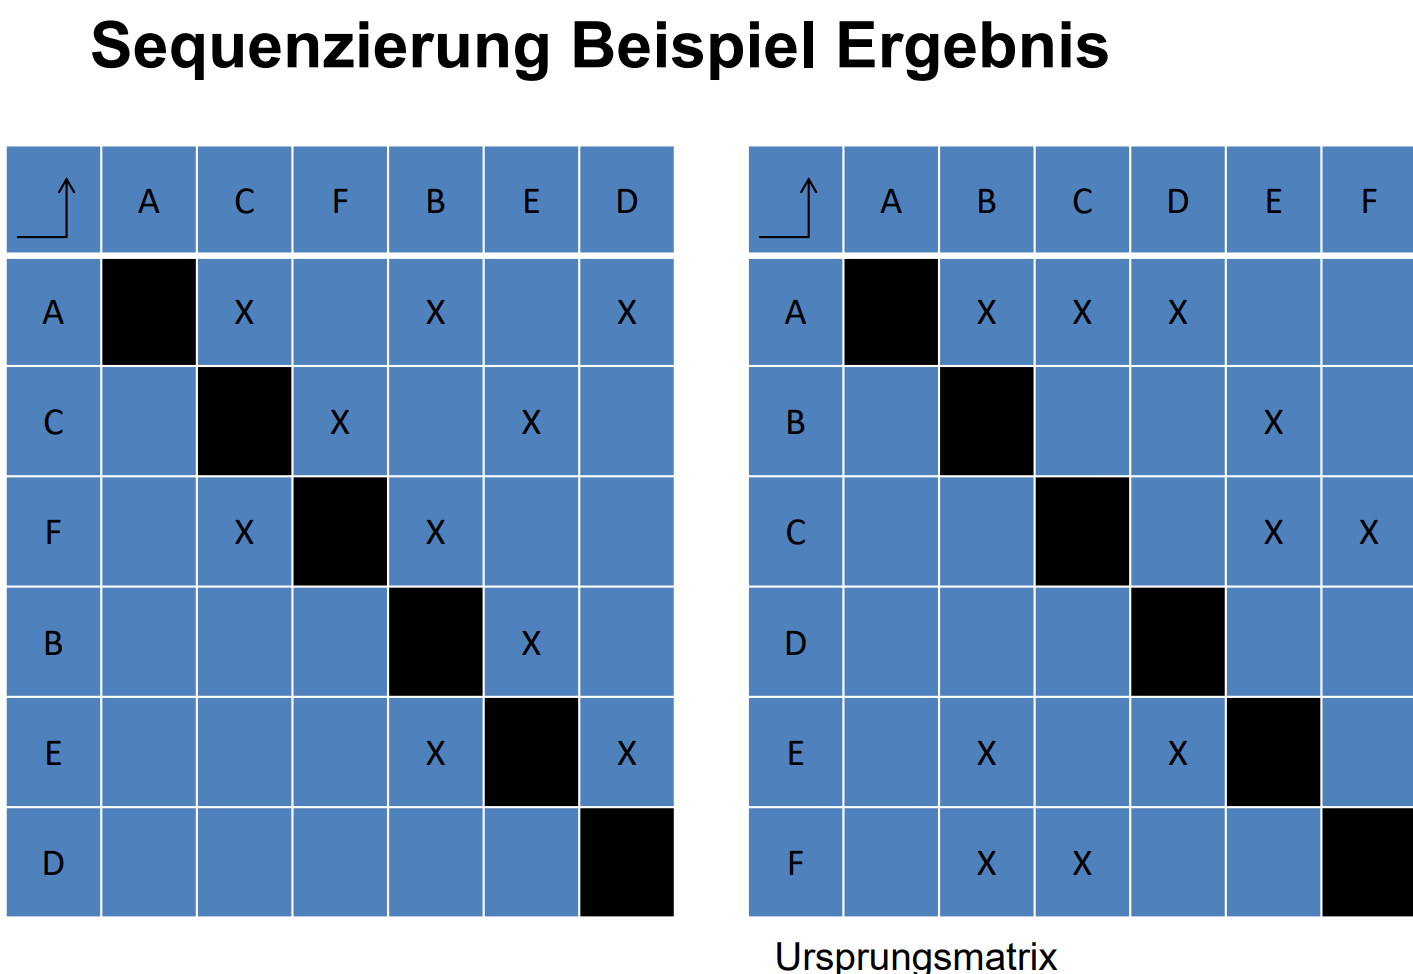 Sequenzierung Beispiel Ergebnis
A C F B E D
A X X X
C X X
F X X
B X
E X X
D
A B C D E F
A X X X
B X
C X X
D
E X X
F X X
Ursprungsmatrix